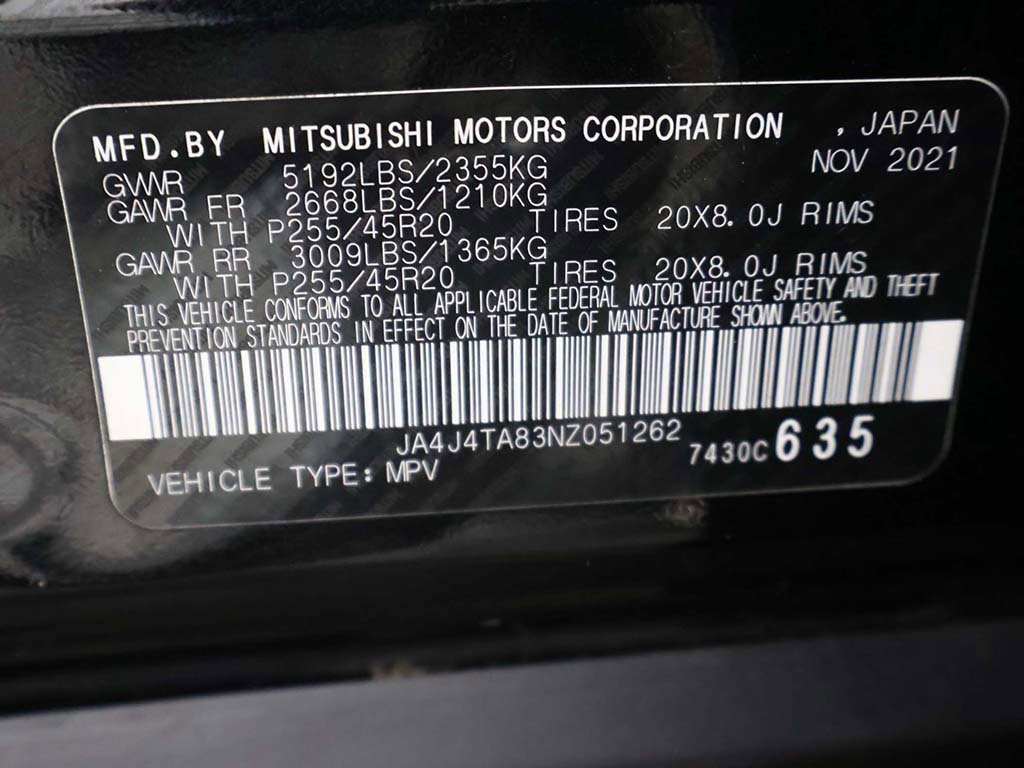 MFD.BY MITSUBISHI MOTORS CORPORATION , JAPAN
GVWR 5192LBS/2355KG NOV 2021
GAWR FR 2668LBS/1210KG
WITH P255/45R20 TIRES 20X8.0J RIMS
GAWR RR 3009LBS/1365KG
WITH P255/45R20 TIRES 20X8.0J RIMS
THIS VEHICLE CONFORMS TO ALL APPLICABLE FEDERAL MOTOR VEHICLE SAFETY AND THEFT
PREVENTION STANDARDS IN EFFECT ON THE DATE OF MANUFACTURE SHOWN ABOVE.
JA4J4TA83NZ051262 7430C635
VEHICLE TYPE: MPV